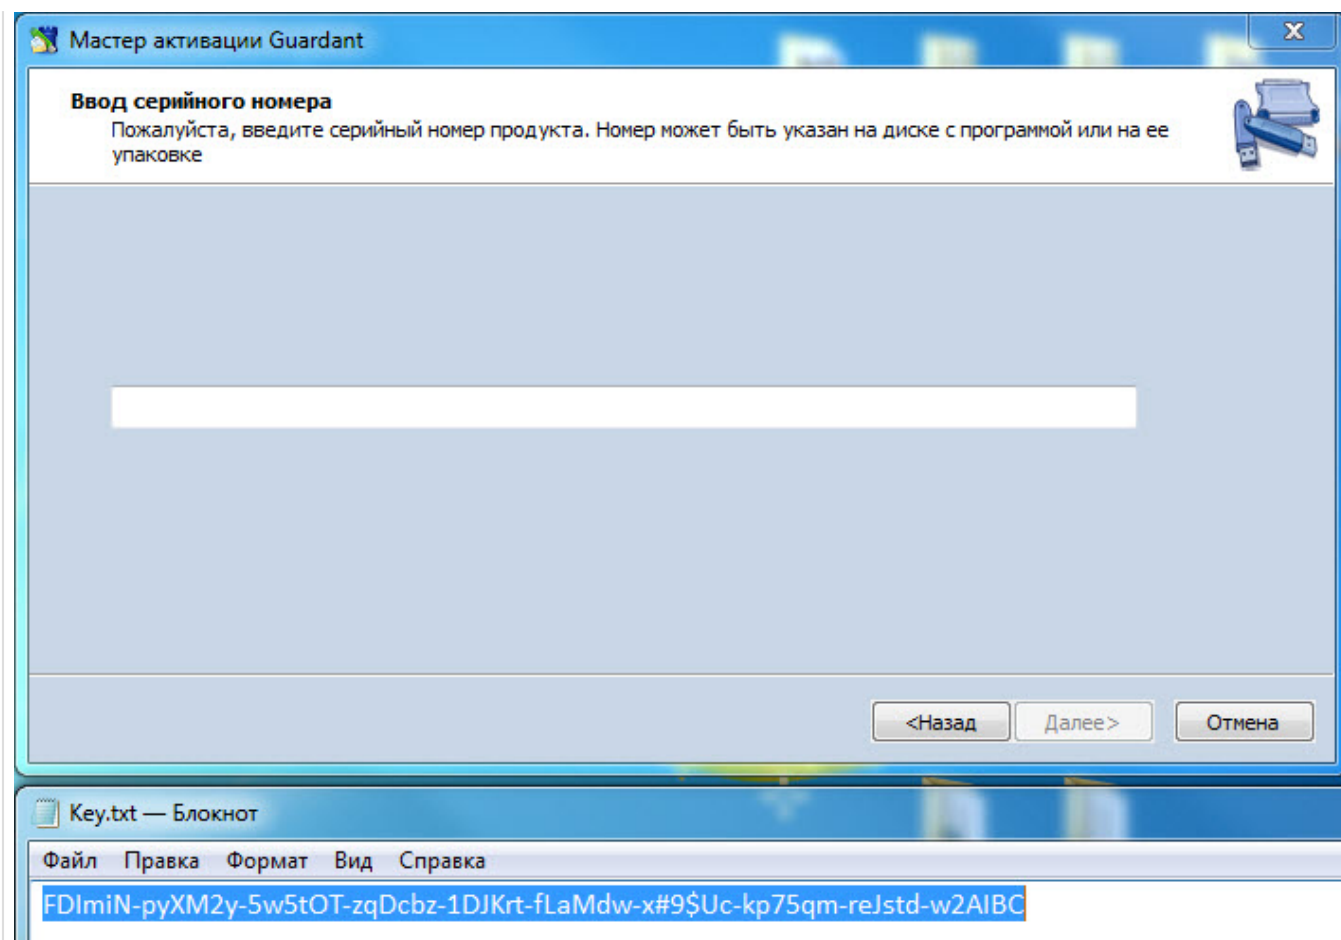 Мастер активации Guardant
Ввод серийного номера
Пожалуйста, введите серийный номер продукта. Номер может быть указан на диске с программой или на ее
упаковке
<Назад
Далее>
Отмена
Key.txt — Блокнот
Файл Правка Формат Вид Справка
FDImiN-pyXM2y-5w5tOT-zqDcbz-1DJKrt-fLaMdw-x#9$Uc-kp75qm-reJstd-w2AIBC